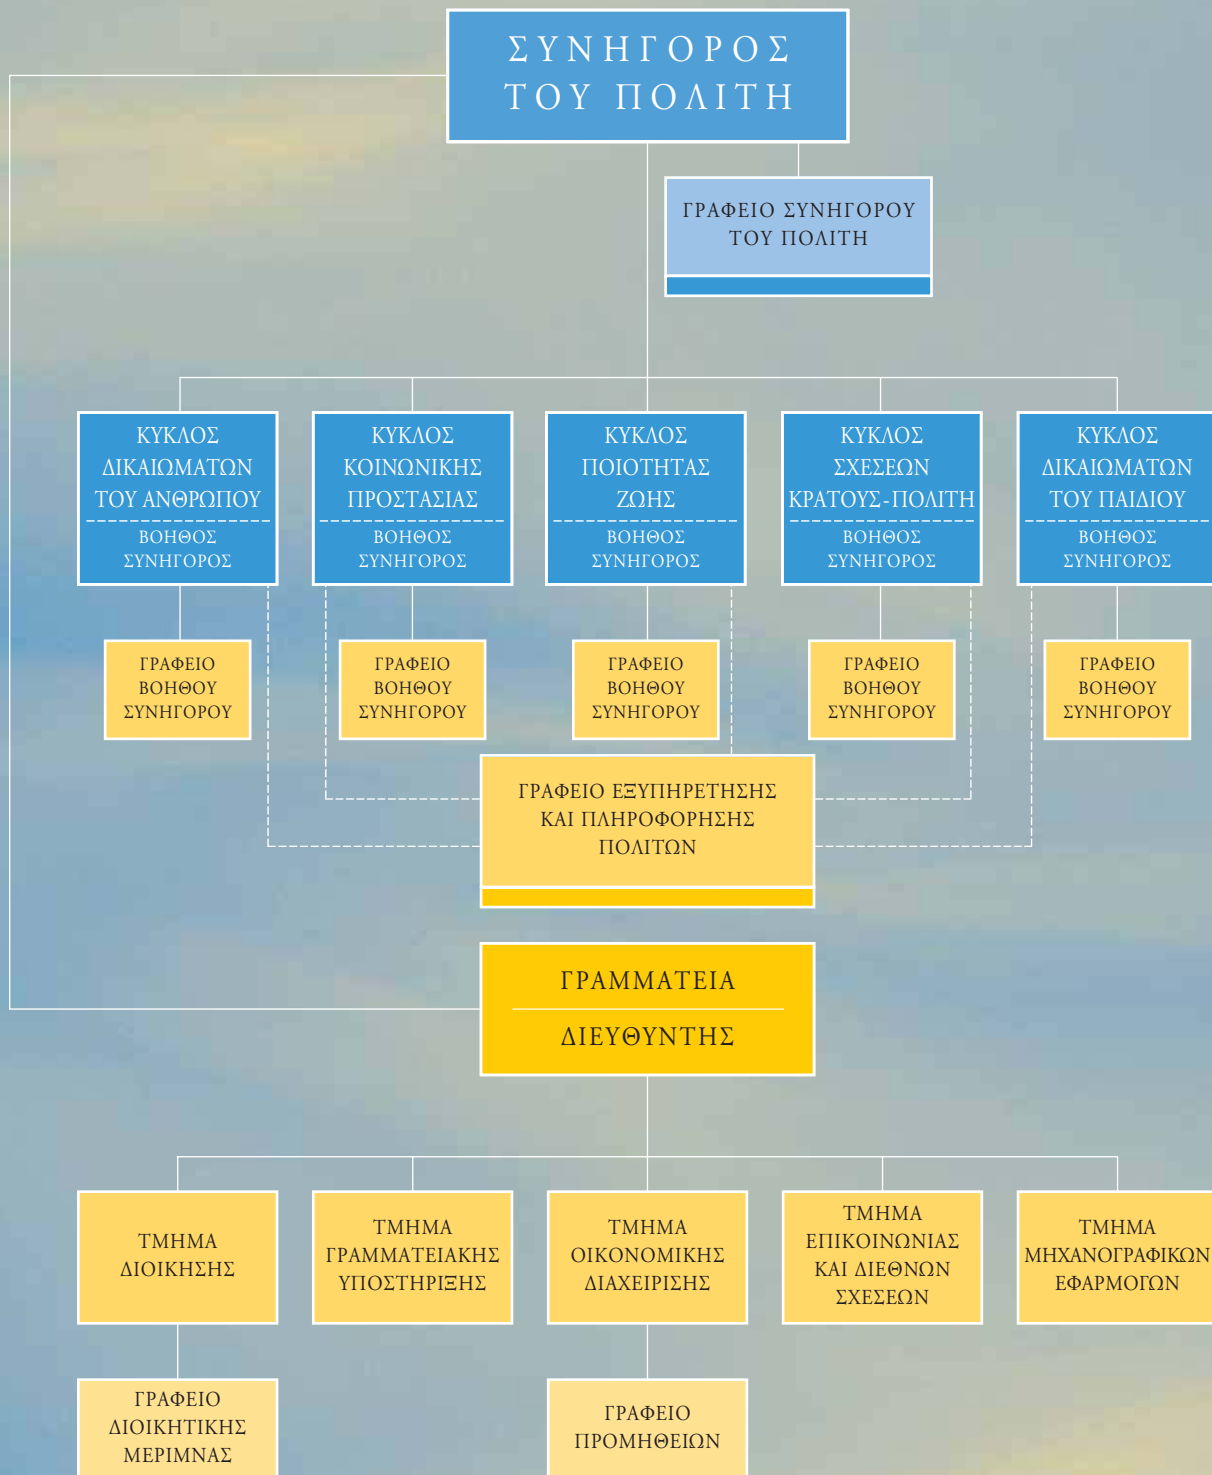 ΣΥΝΗΓΟΡΟΣ
ΤΟΥ ΠΟΛΙΤΗ
ΓΡΑΦΕΙΟ ΣΥΝΗΓΟΡΟΥ
ΤΟΥ ΠΟΛΙΤΗ
ΚΥΚΛΟΣ
ΔΙΚΑΙΩΜΑΤΩΝ
ΤΟΥ ΑΝΘΡΩΠΟΥ
ΒΟΗΘΟΣ
ΣΥΝΗΓΟΡΟΣ
ΚΥΚΛΟΣ
ΚΟΙΝΩΝΙΚΗΣ
ΠΡΟΣΤΑΣΙΑΣ
ΒΟΗΘΟΣ
ΣΥΝΗΓΟΡΟΣ
ΚΥΚΛΟΣ
ΠΟΙΟΤΗΤΑΣ
ΖΩΗΣ
ΒΟΗΘΟΣ
ΣΥΝΗΓΟΡΟΣ
ΚΥΚΛΟΣ
ΣΧΕΣΕΩΝ
ΚΡΑΤΟΥΣ-ΠΟΛΙΤΗ
ΒΟΗΘΟΣ
ΣΥΝΗΓΟΡΟΣ
ΚΥΚΛΟΣ
ΔΙΚΑΙΩΜΑΤΩΝ
ΤΟΥ ΠΑΙΔΙΟΥ
ΒΟΗΘΟΣ
ΣΥΝΗΓΟΡΟΣ
ΓΡΑΦΕΙΟ
ΒΟΗΘΟΥ
ΣΥΝΗΓΟΡΟΥ
ΓΡΑΦΕΙΟ
ΒΟΗΘΟΥ
ΣΥΝΗΓΟΡΟΥ
ΓΡΑΦΕΙΟ
ΒΟΗΘΟΥ
ΣΥΝΗΓΟΡΟΥ
ΓΡΑΦΕΙΟ
ΒΟΗΘΟΥ
ΣΥΝΗΓΟΡΟΥ
ΓΡΑΦΕΙΟ
ΒΟΗΘΟΥ
ΣΥΝΗΓΟΡΟΥ
ΓΡΑΦΕΙΟ ΕΞΥΠΗΡΕΤΗΣΗΣ
ΚΑΙ ΠΛΗΡΟΦΟΡΗΣΗΣ
ΠΟΛΙΤΩΝ
ΓΡΑΜΜΑΤΕΙΑ
ΔΙΕΥΘΥΝΤΗΣ
ΤΜΗΜΑ
ΔΙΟΙΚΗΣΗΣ
ΤΜΗΜΑ
ΓΡΑΜΜΑΤΕΙΑΚΗΣ
ΥΠΟΣΤΗΡΙΞΗΣ
ΤΜΗΜΑ
ΟΙΚΟΝΟΜΙΚΗΣ
ΔΙΑΧΕΙΡΙΣΗΣ
ΤΜΗΜΑ
ΕΠΙΚΟΙΝΩΝΙΑΣ
ΚΑΙ ΔΙΕΘΝΩΝ
ΣΧΕΣΕΩΝ
ΤΜΗΜΑ
ΜΗΧΑΝΟΓΡΑΦΙΚΩΝ
ΕΦΑΡΜΟΓΩΝ
ΓΡΑΦΕΙΟ
ΔΙΟΙΚΗΤΙΚΗΣ
ΜΕΡΙΜΝΑΣ
ΓΡΑΦΕΙΟ
ΠΡΟΜΗΘΕΙΩΝ